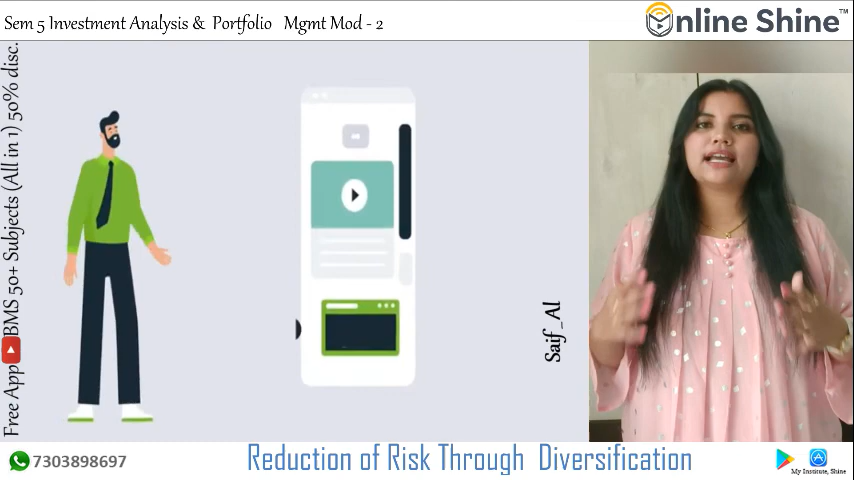 Sem 5 Investment Analysis & Portfolio Mgmt Mod - 2
Online Shine™
Free App BMS 50+ Subjects (All in 1) 50% disc.
Saif_Al
7303898697
Reduction of Risk Through Diversification
My Institute, Shine